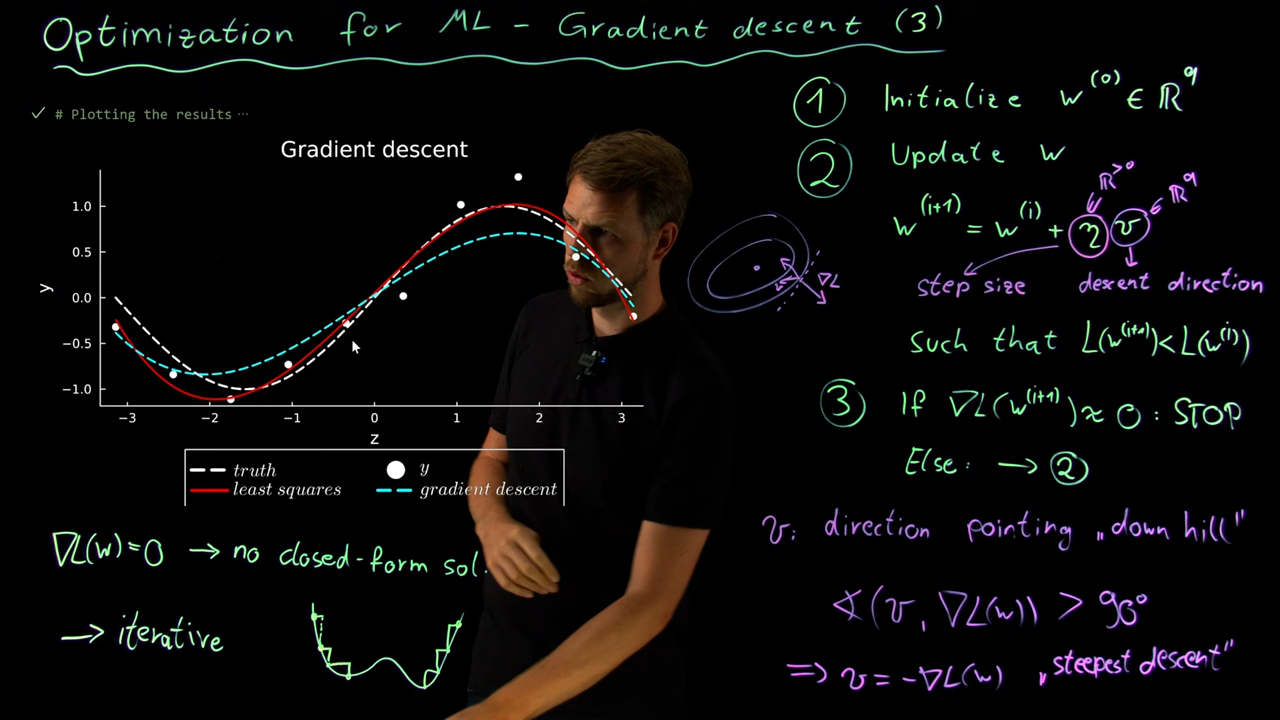 Optimization for ML – Gradient descent (3)
✓ # Plotting the results ···
Gradient descent
y
1.0
0.5
0.0
−0.5
−1.0
−3 −2 −1 0 1 2 3
z
truth y
least squares gradient descent
∇L(w)=0 → no closed-form sol.
→ iterative
① Initialize w^(0) ∈ ℝ^q
② Update w
ℝ^>0 ℝ^q
w^(i+1) = w^(i) + η v
∇L
step size descent direction
such that L(w^(i+1)) < L(w^(i))
③ If ∇L(w^(i+1)) ≈ 0 : STOP
Else: → ②
v: direction pointing „down hill"
∢(v, ∇L(w)) > 90°
⇒ v = -∇L(w) „steepest descent"